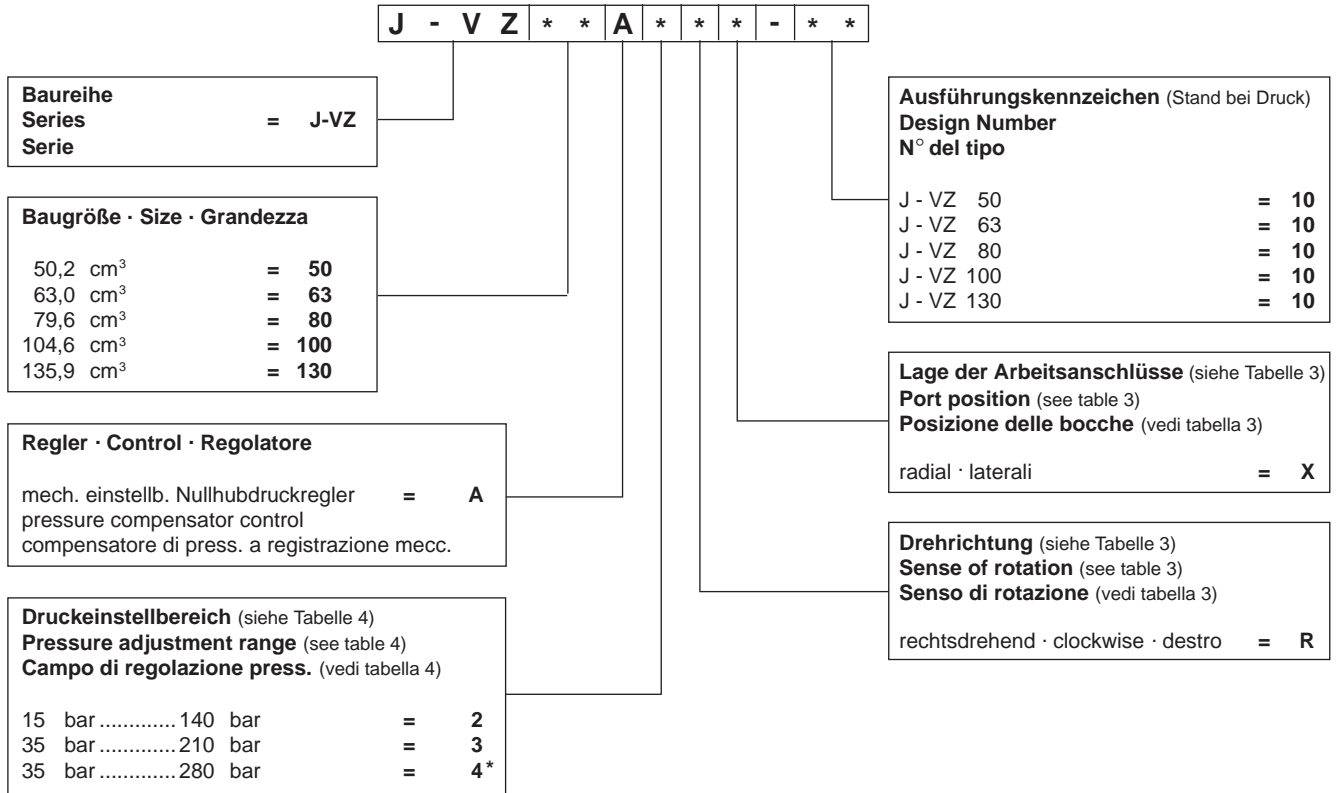 J - V Z * * A * * * - * *
Baureihe
Series = J-VZ
Serie
Baugröße · Size · Grandezza
50,2 cm³ = 50
63,0 cm³ = 63
79,6 cm³ = 80
104,6 cm³ = 100
135,9 cm³ = 130
Regler · Control · Regolatore
mech. einstellb. Nullhubdruckregler = A
pressure compensator control
compensatore di press. a registrazione mecc.
Druckeinstellbereich (siehe Tabelle 4)
Pressure adjustment range (see table 4)
Campo di regolazione press. (vedi tabella 4)
15 bar.............140 bar = 2
35 bar.............210 bar = 3
35 bar.............280 bar = 4*
Ausführungskennzeichen (Stand bei Druck)
Design Number
N° del tipo
J - VZ 50 = 10
J - VZ 63 = 10
J - VZ 80 = 10
J - VZ 100 = 10
J - VZ 130 = 10
Lage der Arbeitsanschlüsse (siehe Tabelle 3)
Port position (see table 3)
Posizione delle bocche (vedi tabella 3)
radial · laterali = X
Drehrichtung (siehe Tabelle 3)
Sense of rotation (see table 3)
Senso di rotazione (vedi tabella 3)
rechtsdrehend · clockwise · destro = R